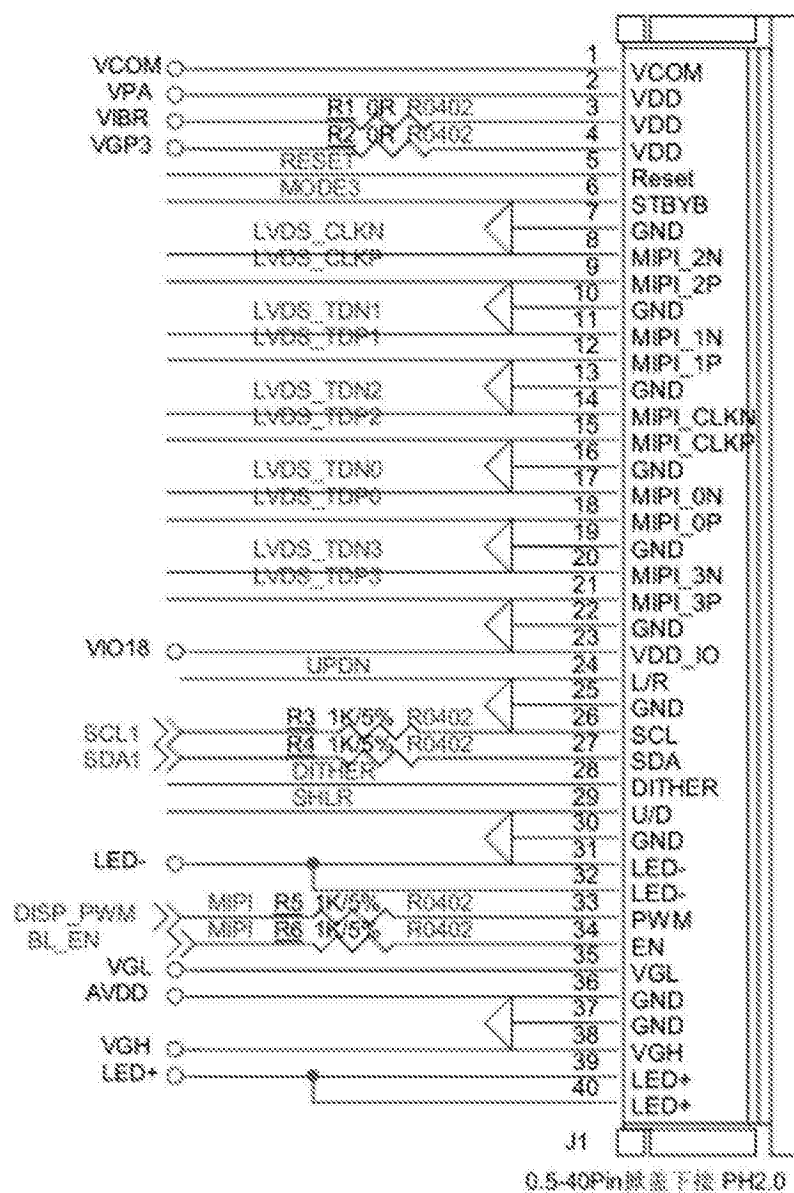 1
VCOM
VCOM
2
VPA
VDD
3
VIBR R1 0R R0402
VDD
4
VGP3 R2 0R R0402
VDD
5
RESET
Reset
6
MODE3
STBYB
7
GND
8
LVDS_CLKN
MIPI_2N
9
LVDS_CLKP
MIPI_2P
10
GND
11
LVDS_TDN1
MIPI_1N
12
LVDS_TDP1
MIPI_1P
13
GND
14
LVDS_TDN2
MIPI_CLKN
15
LVDS_TDP2
MIPI_CLKP
16
GND
17
LVDS_TDN0
MIPI_0N
18
LVDS_TDP0
MIPI_0P
19
GND
20
LVDS_TDN3
MIPI_3N
21
LVDS_TDP3
MIPI_3P
22
GND
23
VIO18
VDD_IO
24
UPDN
L/R
25
GND
26
SCL1 R3 1K/5% R0402
SCL
27
SDA1 R4 1K/5% R0402
SDA
28
DITHER
DITHER
29
SHLR
U/D
30
GND
31
LED-
LED-
32
LED-
33
DISP_PWM MIPI R5 1K/5% R0402
PWM
34
BL_EN MIPI R6 1K/5% R0402
EN
35
VGL
VGL
36
AVDD
GND
37
GND
38
VGH
VGH
39
LED+
LED+
40
LED+
J1
0.5-40Pin 下接 PH2.0